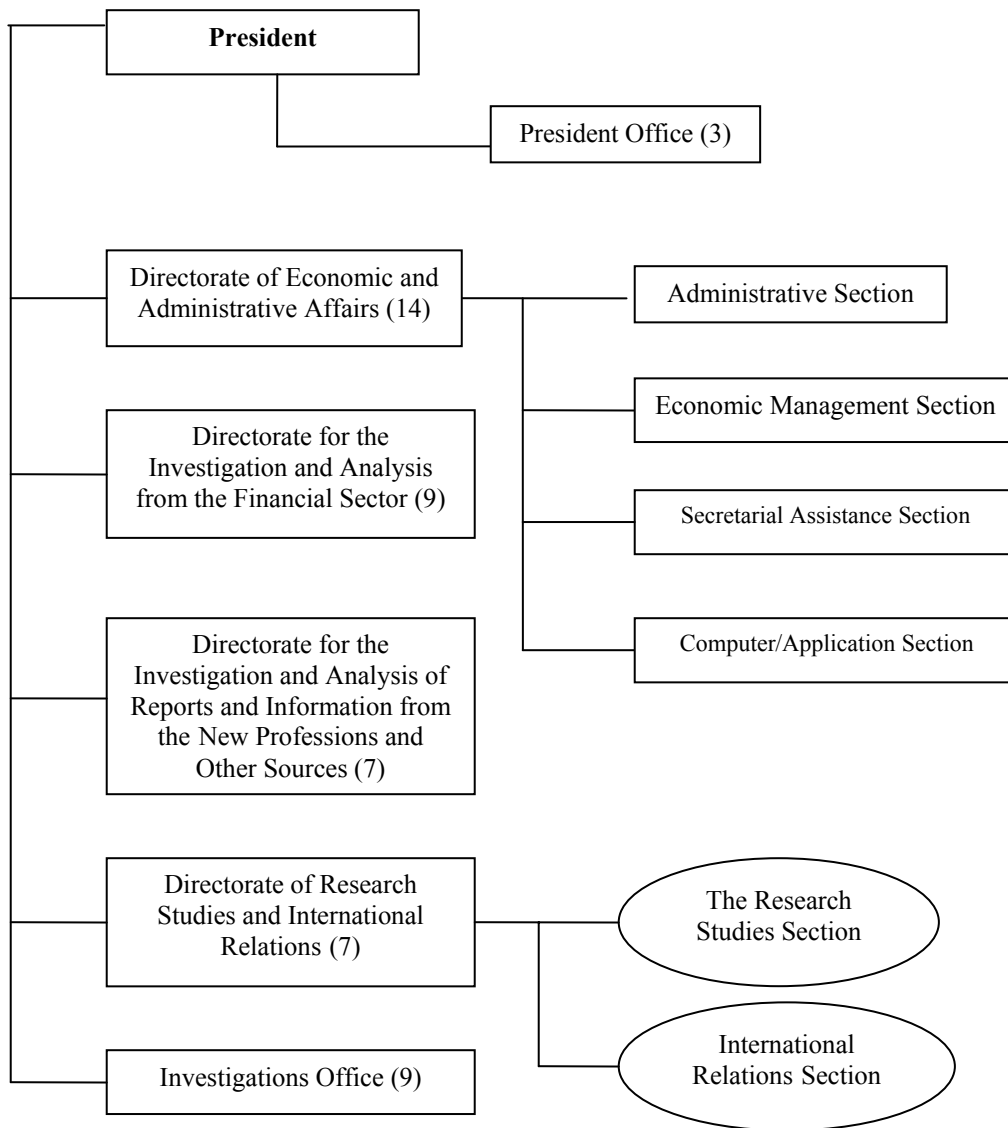 President
President Office (3)
Directorate of Economic and
Administrative Affairs (14)
Administrative Section
Economic Management Section
Secretarial Assistance Section
Computer/Application Section
Directorate for the
Investigation and Analysis
from the Financial Sector (9)
Directorate for the
Investigation and Analysis of
Reports and Information from
the New Professions and
Other Sources (7)
Directorate of Research
Studies and International
Relations (7)
The Research
Studies Section
International
Relations Section
Investigations Office (9)